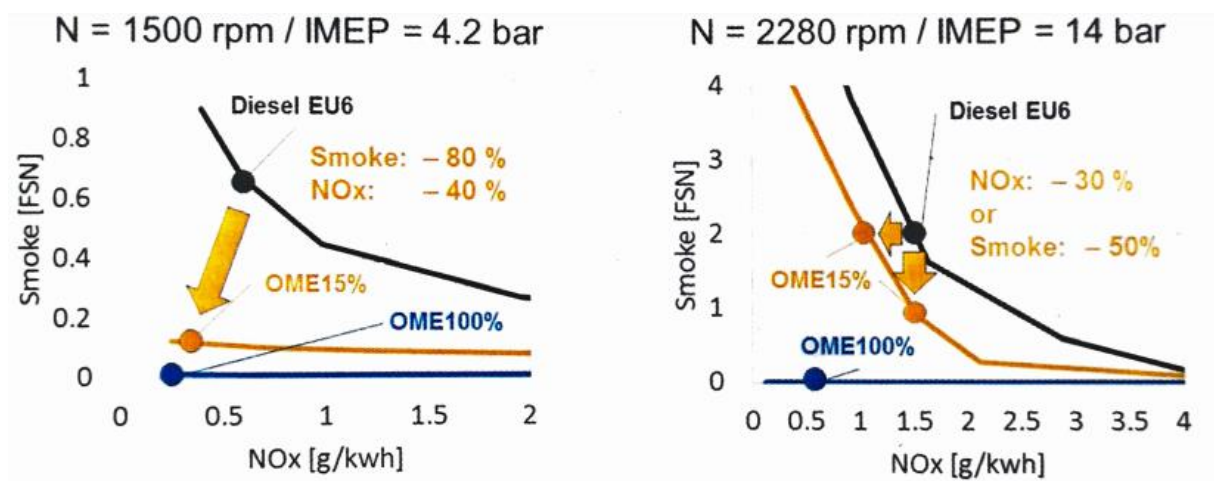 N = 1500 rpm / IMEP = 4.2 bar
1
0.8
0.6
0.4
0.2
0
Smoke [FSN]
Diesel EU6
Smoke: – 80 %
NOx: – 40 %
OME15%
OME100%
0 0.5 1 1.5 2
NOx [g/kwh]
N = 2280 rpm / IMEP = 14 bar
4
3
2
1
0
Smoke [FSN]
Diesel EU6
NOx: – 30 %
or
Smoke: – 50%
OME15%
OME100%
0 0.5 1 1.5 2 2.5 3 3.5 4
NOx [g/kwh]